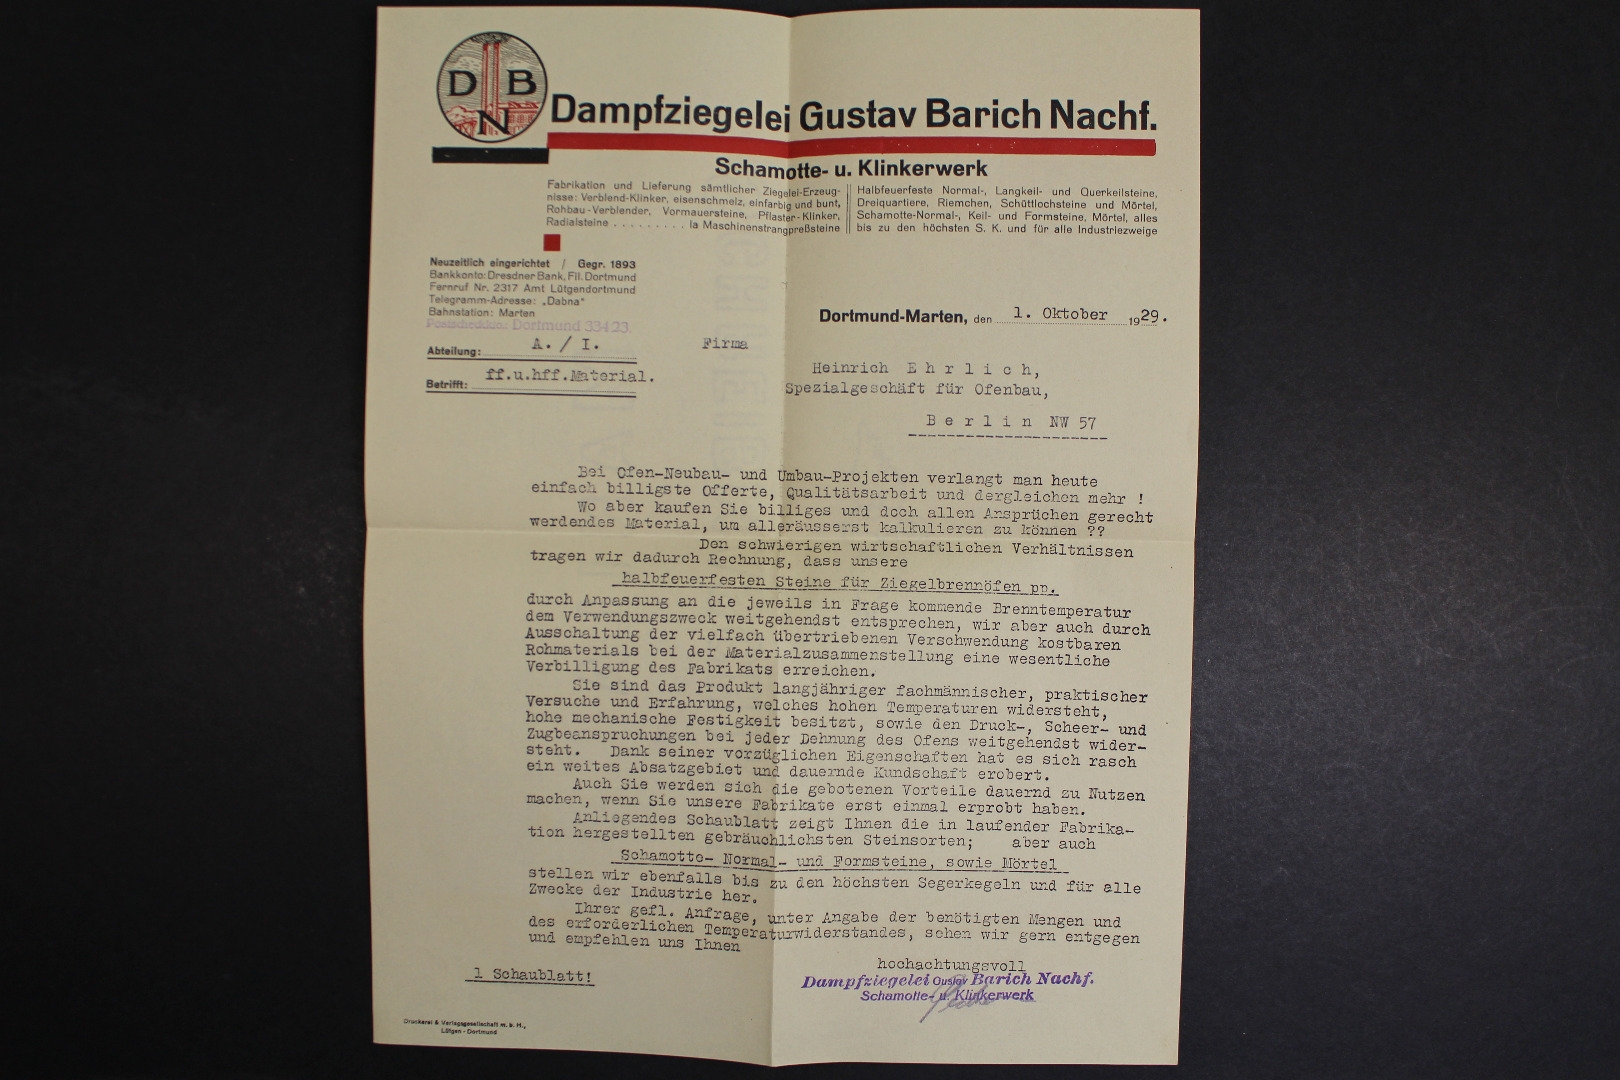 D B
N
Dampfziegelei Gustav Barich Nachf.
Schamotte- u. Klinkerwerk
Fabrikation und Lieferung sämtlicher Ziegelei-Erzeug-
nisse: Verblend-Klinker, eisenschmelz, einfarbig und bunt,
Rohbau-Verblender, Vormauersteine, Pflaster-Klinker,
Radialsteine . . . . . . . . . Ia Maschinenstrangpreßsteine
Halbfeuerfeste Normal-, Langkeil- und Querkeilsteine,
Dreiquartiere, Riemchen, Schüttlochsteine und Mörtel,
Schamotte-Normal-, Keil- und Formsteine, Mörtel, alles
bis zu den höchsten S. K. und für alle Industriezweige
Neuzeitlich eingerichtet / Gegr. 1893
Bankkonto: Dresdner Bank, Fil. Dortmund
Fernruf Nr. 2317 Amt Lütgendortmund
Telegramm-Adresse: „Dabna"
Bahnstation: Marten
Postscheckkto.: Dortmund 33423.
Dortmund-Marten, den 1. Oktober 1929.
Abteilung: A. / I.
Betrifft: ff.u.hff.Material.
Firma
Heinrich E h r l i c h,
Spezialgeschäft für Ofenbau,
B e r l i n NW 57
Bei Ofen-Neubau- und Umbau-Projekten verlangt man heute
einfach billigste Offerte, Qualitätsarbeit und dergleichen mehr !
Wo aber kaufen Sie billiges und doch allen Ansprüchen gerecht
werdendes Material, um alleräusserst kalkulieren zu können ??
Den schwierigen wirtschaftlichen Verhältnissen
tragen wir dadurch Rechnung, dass unsere
halbfeuerfesten Steine für Ziegelbrennöfen pp.
durch Anpassung an die jeweils in Frage kommende Brenntemperatur
dem Verwendungszweck weitgehendst entsprechen, wir aber auch durch
Ausschaltung der vielfach übertriebenen Verschwendung kostbaren
Rohmaterials bei der Materialzusammenstellung eine wesentliche
Verbilligung des Fabrikats erreichen.
Sie sind das Produkt langjähriger fachmännischer, praktischer
Versuche und Erfahrung, welches hohen Temperaturen widersteht,
hohe mechanische Festigkeit besitzt, sowie den Druck-, Scheer- und
Zugbeanspruchungen bei jeder Dehnung des Ofens weitgehendst wider-
steht. Dank seiner vorzüglichen Eigenschaften hat es sich rasch
ein weites Absatzgebiet und dauernde Kundschaft erobert.
Auch Sie werden sich die gebotenen Vorteile dauernd zu Nutzen
machen, wenn Sie unsere Fabrikate erst einmal erprobt haben.
Anliegendes Schaublatt zeigt Ihnen die in laufender Fabrika-
tion hergestellten gebräuchlichsten Steinsorten; aber auch
Schamotte- Normal- und Formsteine, sowie Mörtel
stellen wir ebenfalls bis zu den höchsten Segerkegeln und für alle
Zwecke der Industrie her.
Ihrer gefl. Anfrage, unter Angabe der benötigten Mengen und
des erforderlichen Temperaturwiderstandes, sehen wir gern entgegen
und empfehlen uns Ihnen
hochachtungsvoll
Dampfziegelei Gustav Barich Nachf.
Schamotte- u. Klinkerwerk
1 Schaublatt!
Druckerei & Verlagsgesellschaft m. b. H.,
Lütgen-Dortmund